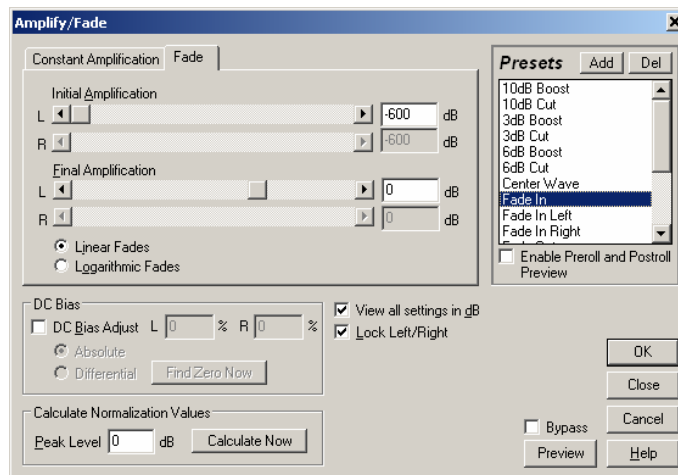 Amplify/Fade
Constant Amplification Fade
Initial Amplification
L -600 dB
R -600 dB
Final Amplification
L 0 dB
R 0 dB
Linear Fades
Logarithmic Fades
Presets Add Del
10dB Boost
10dB Cut
3dB Boost
3dB Cut
6dB Boost
6dB Cut
Center Wave
Fade In
Fade In Left
Fade In Right
Enable Preroll and Postroll
Preview
DC Bias
DC Bias Adjust L 0 % R 0 %
Absolute
Differential Find Zero Now
View all settings in dB
Lock Left/Right
Calculate Normalization Values
Peak Level 0 dB Calculate Now
OK
Close
Cancel
Bypass
Preview Help